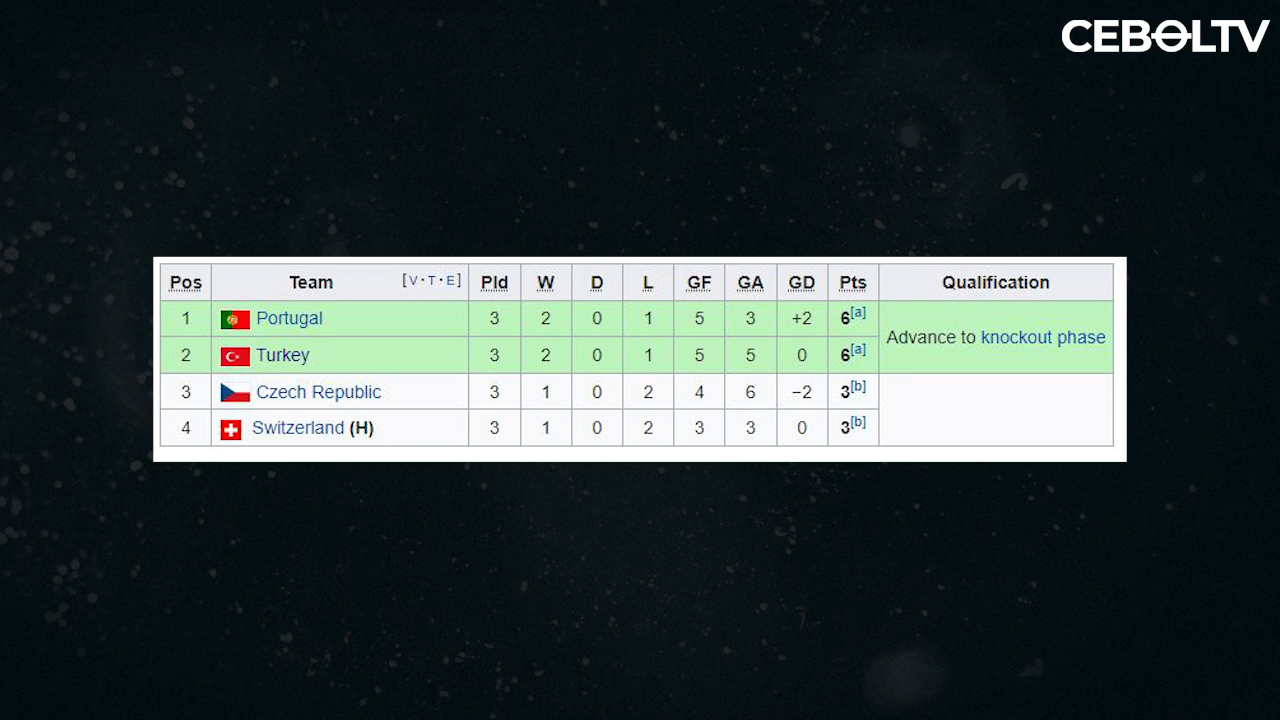 CEBOLTV
Pos Team [V·T·E] Pld W D L GF GA GD Pts Qualification
1 Portugal 3 2 0 1 5 3 +2 6[a] Advance to knockout phase
2 Turkey 3 2 0 1 5 5 0 6[a]
3 Czech Republic 3 1 0 2 4 6 −2 3[b]
4 Switzerland (H) 3 1 0 2 3 3 0 3[b]